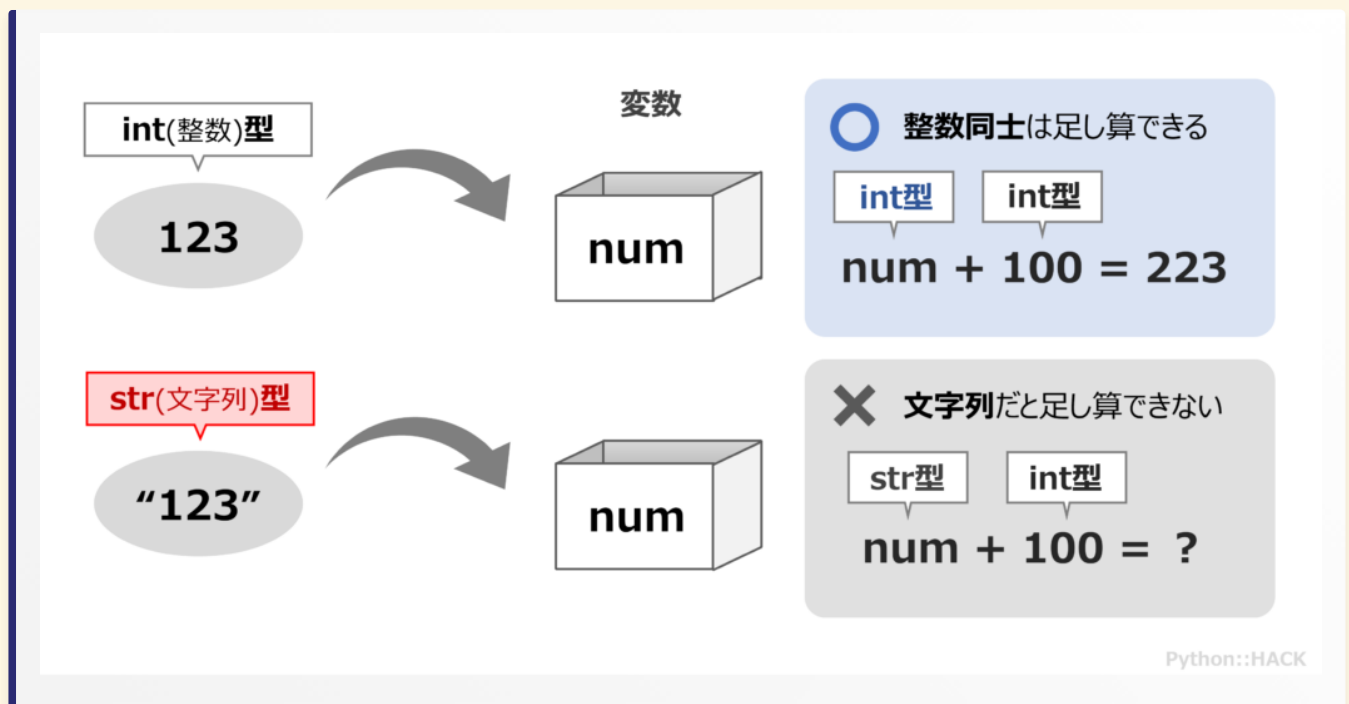 変数
int(整数)型
123
num
整数同士は足し算できる
int型 int型
num + 100 = 223
str(文字列)型
“123”
num
文字列だと足し算できない
str型 int型
num + 100 = ?
Python::HACK